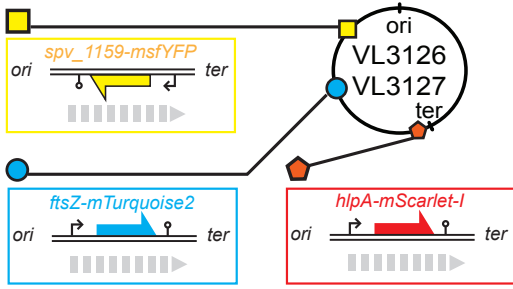 spv_1159-msfYFP
ori ter
ori
VL3126
VL3127
ter
ftsZ-mTurquoise2
ori ter
hlpA-mScarlet-I
ori ter